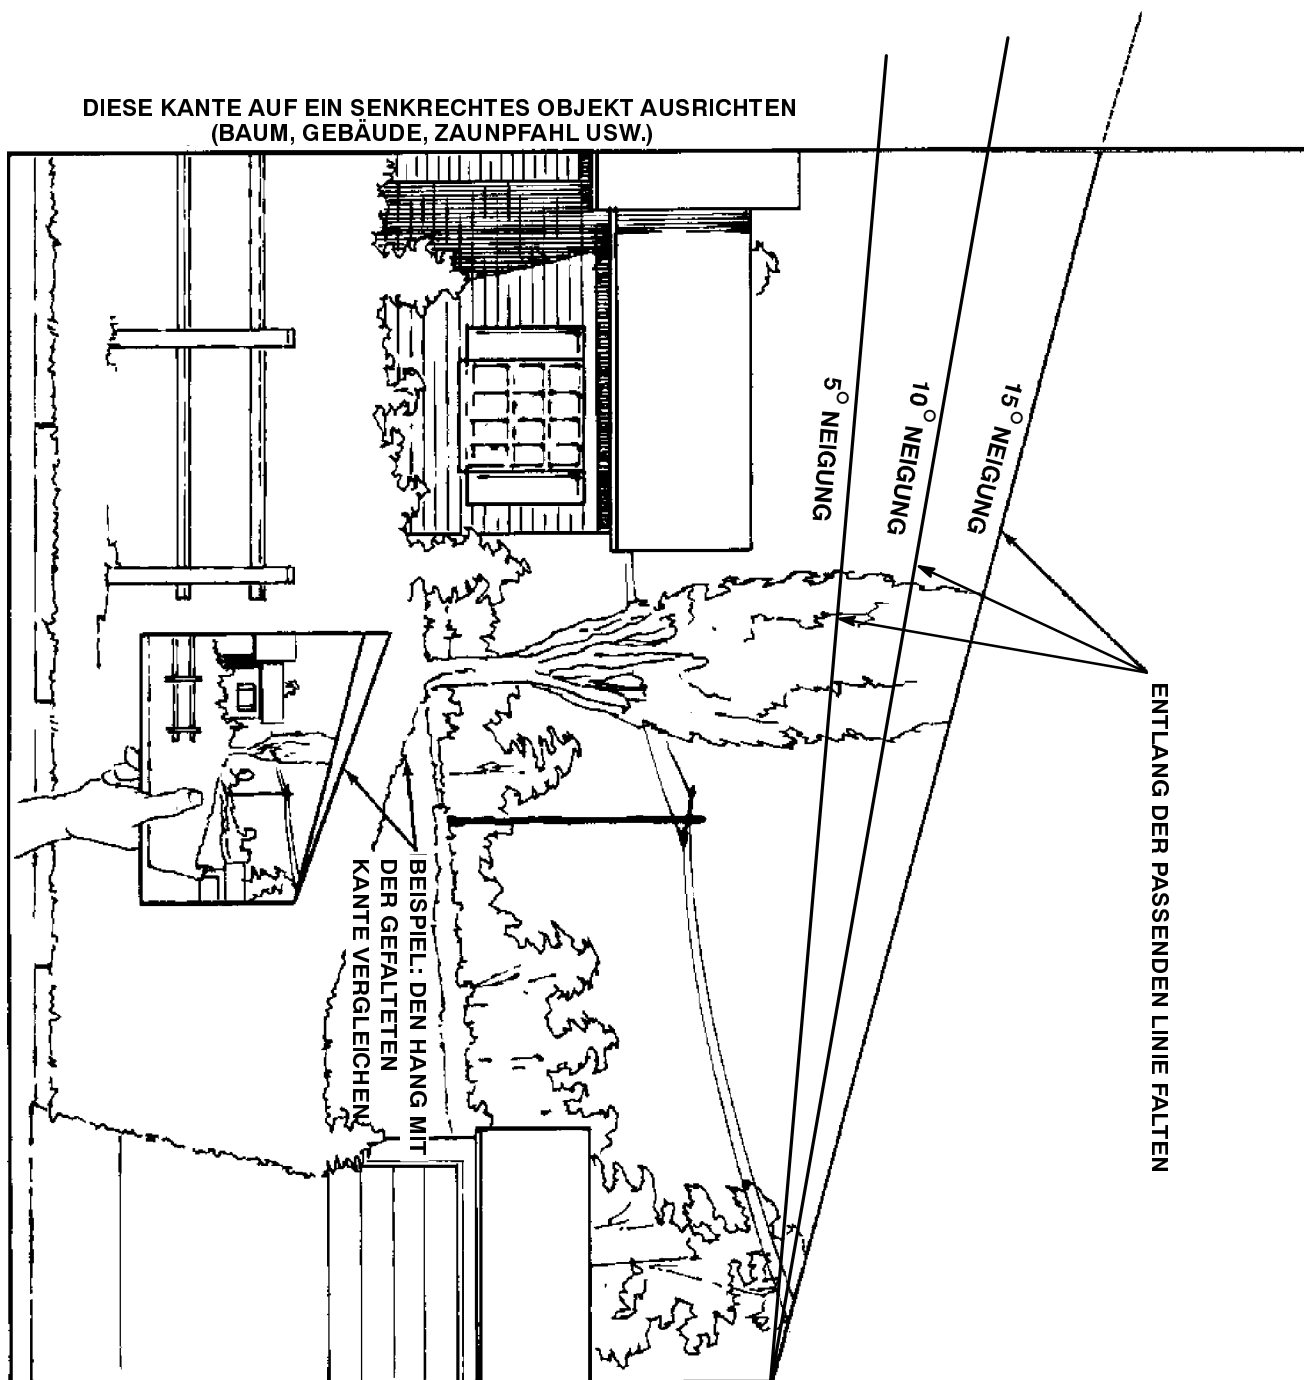 DIESE KANTE AUF EIN SENKRECHTES OBJEKT AUSRICHTEN
(BAUM, GEBÄUDE, ZAUNPFAHL USW.)
5° NEIGUNG
10° NEIGUNG
15° NEIGUNG
ENTLANG DER PASSENDEN LINIE FALTEN
BEISPIEL: DEN HANG MIT
DER GEFALTETEN
KANTE VERGLEICHEN